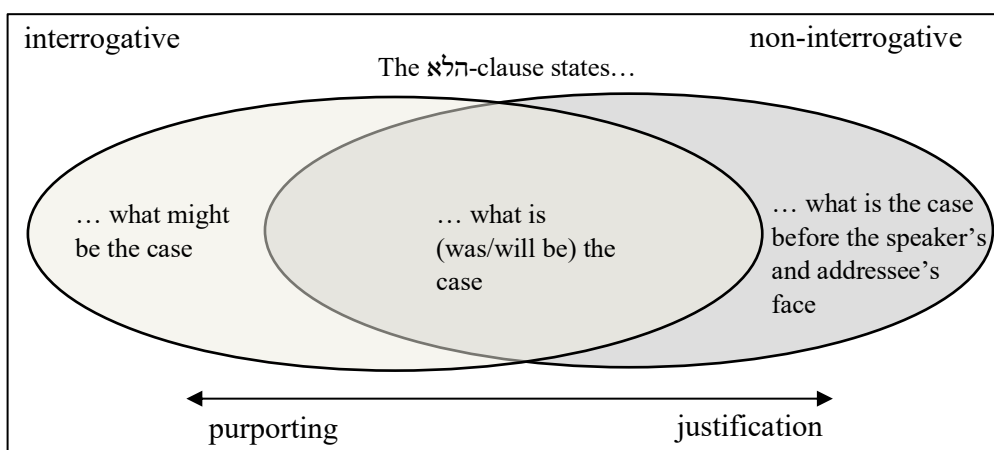 interrogative
non-interrogative
The הלא-clause states…
… what might
be the case
… what is
(was/will be) the
case
… what is the case
before the speaker’s
and addressee’s
face
purporting
justification